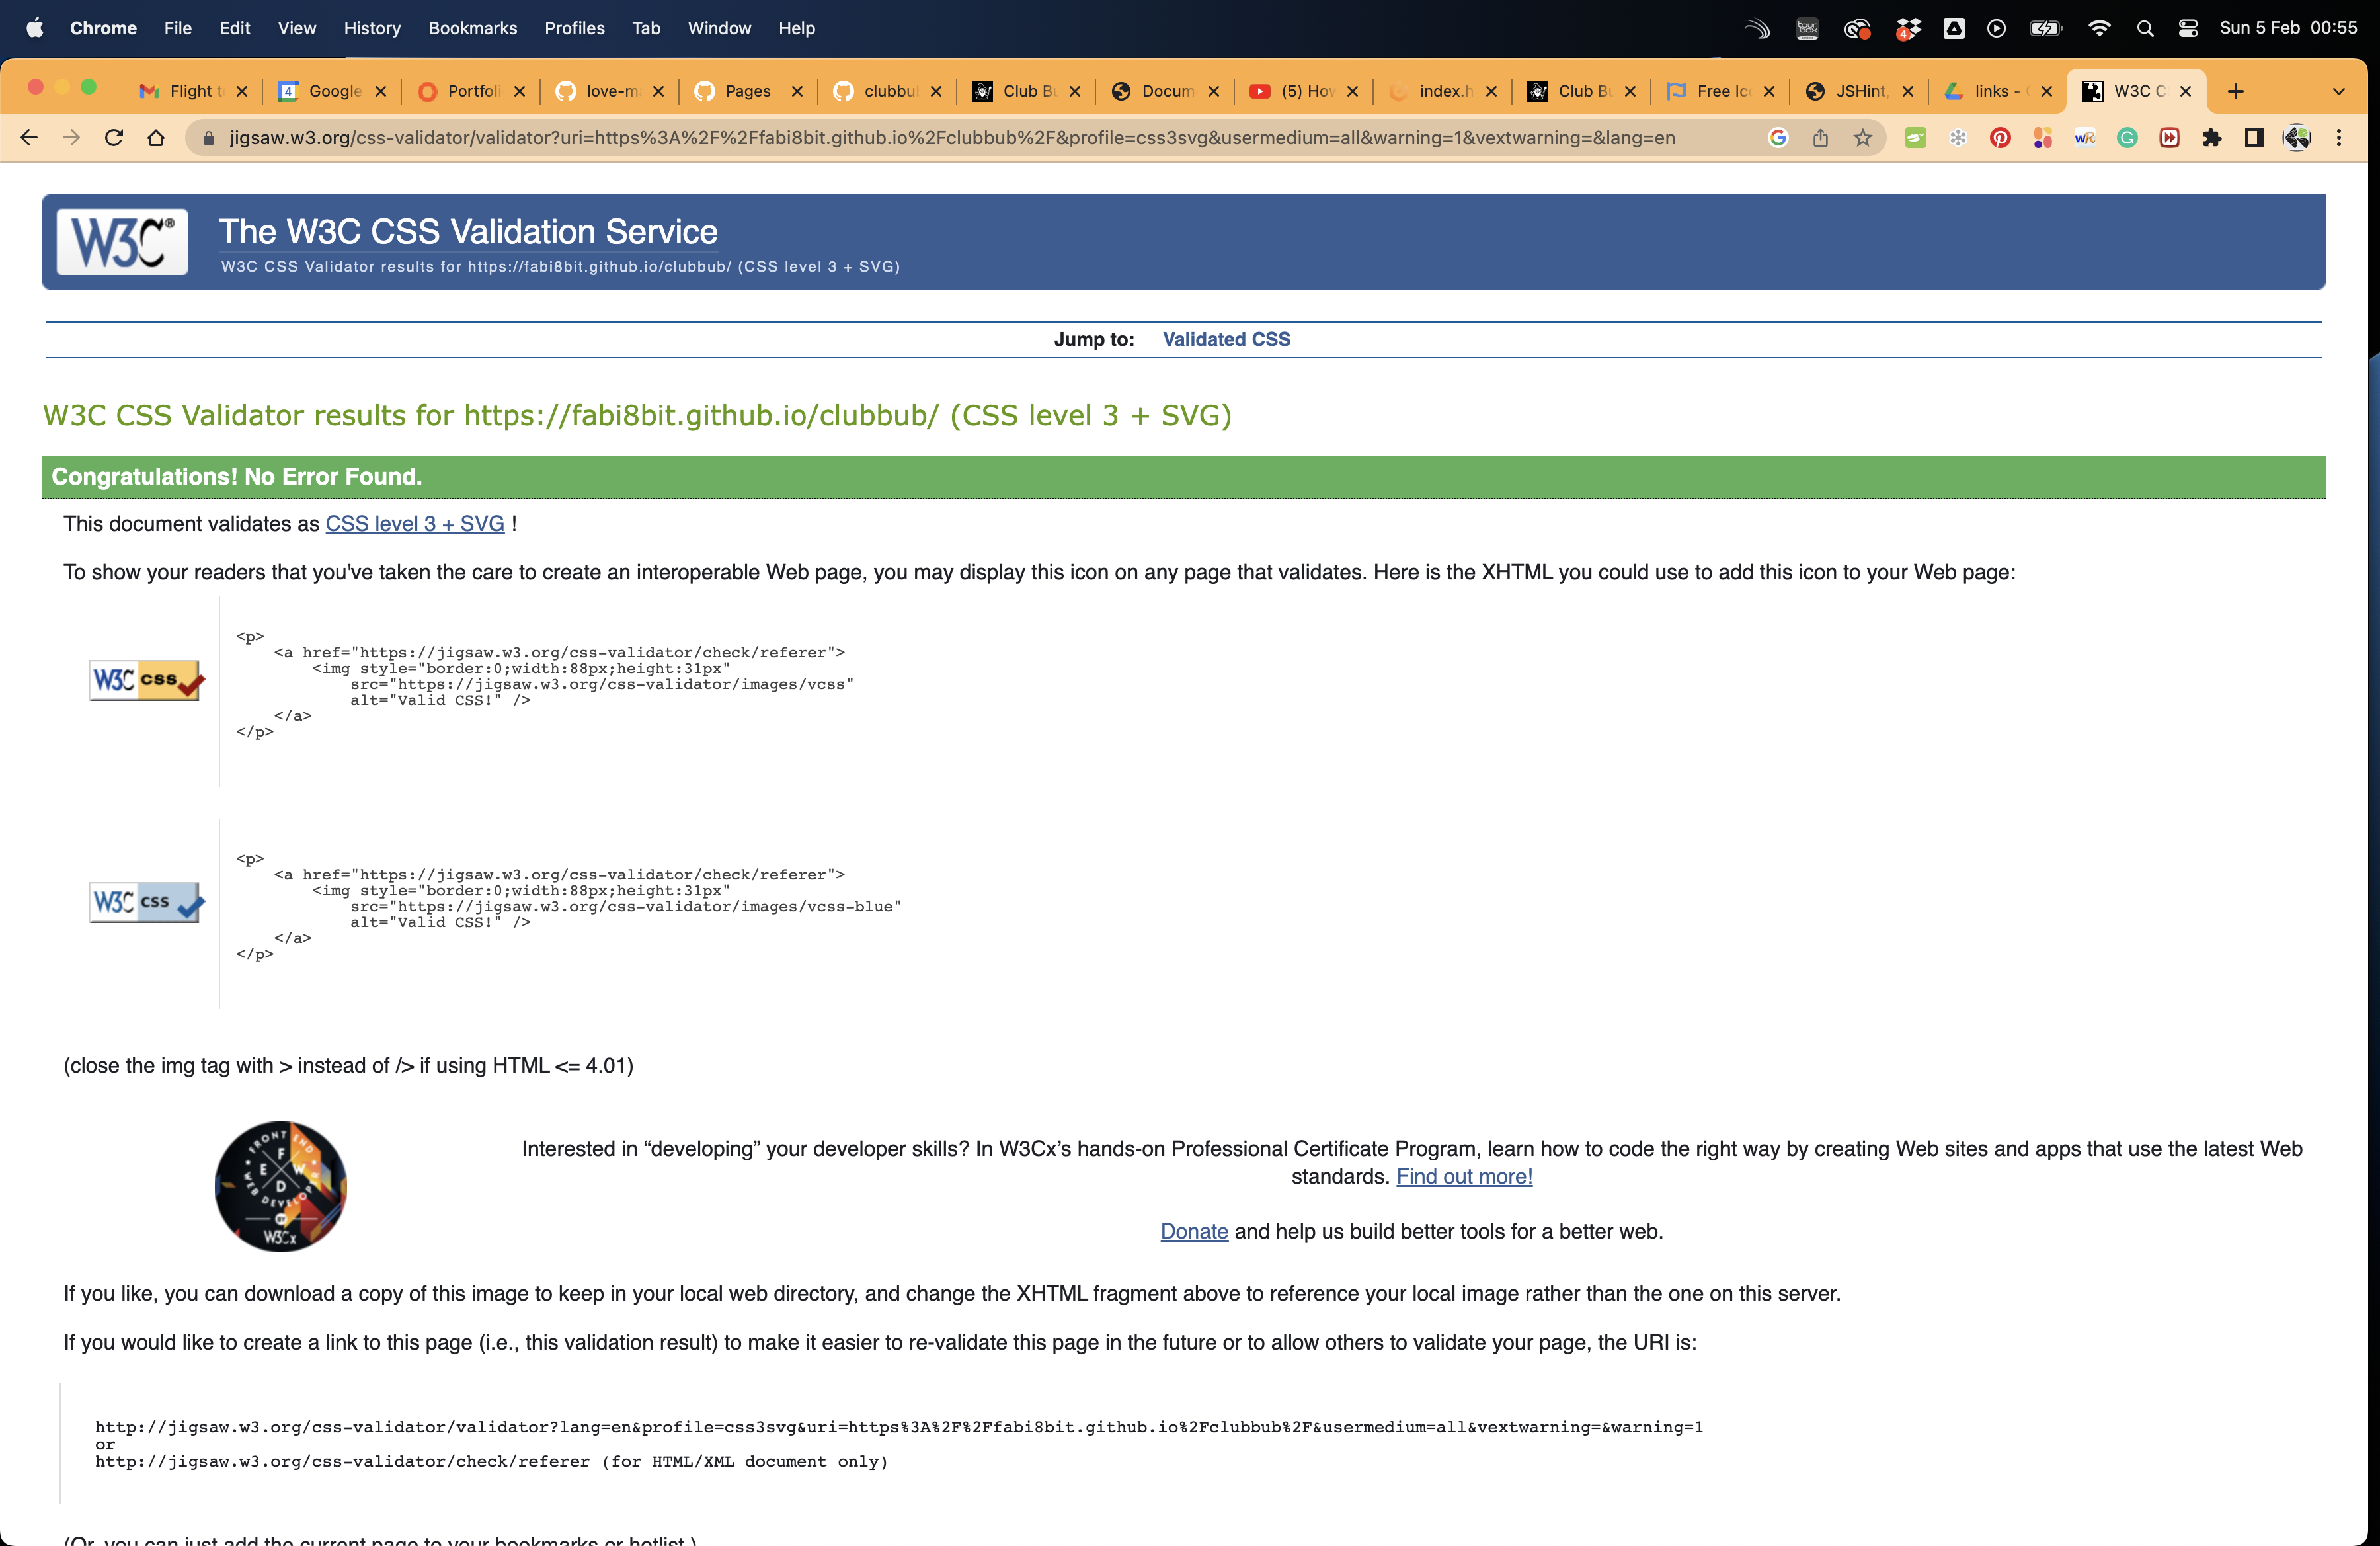 Chrome File Edit View History Bookmarks Profiles Tab Window Help
4
Sun 5 Feb 00:55
Flight t
4 Google
Portfoli
love-m
Pages
clubbu
Club B
Docum
(5) How
index.h
Club B
Free Ic
JSHint,
links -
W3C C
jigsaw.w3.org/css-validator/validator?uri=https%3A%2F%2Ffabi8bit.github.io%2Fclubbub%2F&profile=css3svg&usermedium=all&warning=1&vextwarning=&lang=en
W3C®
The W3C CSS Validation Service
W3C CSS Validator results for https://fabi8bit.github.io/clubbub/ (CSS level 3 + SVG)
Jump to: Validated CSS
W3C CSS Validator results for https://fabi8bit.github.io/clubbub/ (CSS level 3 + SVG)
Congratulations! No Error Found.
This document validates as CSS level 3 + SVG !
To show your readers that you've taken the care to create an interoperable Web page, you may display this icon on any page that validates. Here is the XHTML you could use to add this icon to your Web page:
W3C css
<p>
<a href="https://jigsaw.w3.org/css-validator/check/referer">
<img style="border:0;width:88px;height:31px"
src="https://jigsaw.w3.org/css-validator/images/vcss"
alt="Valid CSS!" />
</a>
</p>
W3C css
<p>
<a href="https://jigsaw.w3.org/css-validator/check/referer">
<img style="border:0;width:88px;height:31px"
src="https://jigsaw.w3.org/css-validator/images/vcss-blue"
alt="Valid CSS!" />
</a>
</p>
(close the img tag with > instead of /> if using HTML <= 4.01)
FRONT END
F E W D
WEB DEVELOPER
BY
W3Cx
Interested in “developing” your developer skills? In W3Cx’s hands-on Professional Certificate Program, learn how to code the right way by creating Web sites and apps that use the latest Web
standards. Find out more!
Donate and help us build better tools for a better web.
If you like, you can download a copy of this image to keep in your local web directory, and change the XHTML fragment above to reference your local image rather than the one on this server.
If you would like to create a link to this page (i.e., this validation result) to make it easier to re-validate this page in the future or to allow others to validate your page, the URI is:
http://jigsaw.w3.org/css-validator/validator?lang=en&profile=css3svg&uri=https%3A%2F%2Ffabi8bit.github.io%2Fclubbub%2F&usermedium=all&vextwarning=&warning=1
or
http://jigsaw.w3.org/css-validator/check/referer (for HTML/XML document only)
(Or, you can just add the current page to your bookmarks or hotlist.)